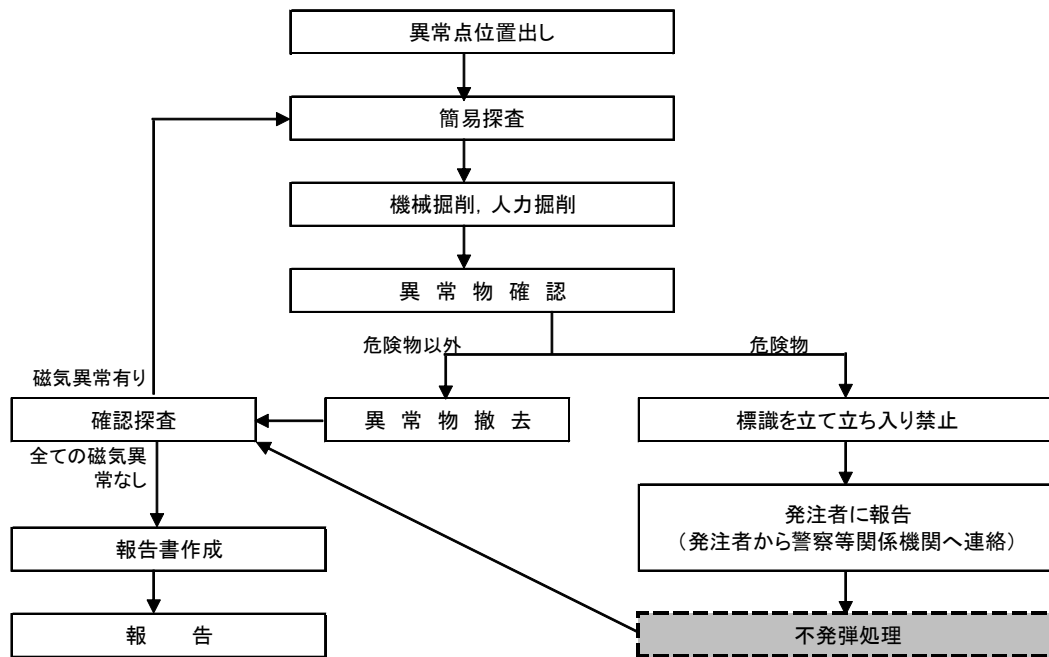 異常点位置出し
簡易探査
機械掘削，人力掘削
異 常 物 確 認
危険物以外
危険物
磁気異常有り
確認探査
異 常 物 撤 去
標識を立て立ち入り禁止
全ての磁気異
常なし
発注者に報告
（発注者から警察等関係機関へ連絡）
報告書作成
報　　告
不発弾処理